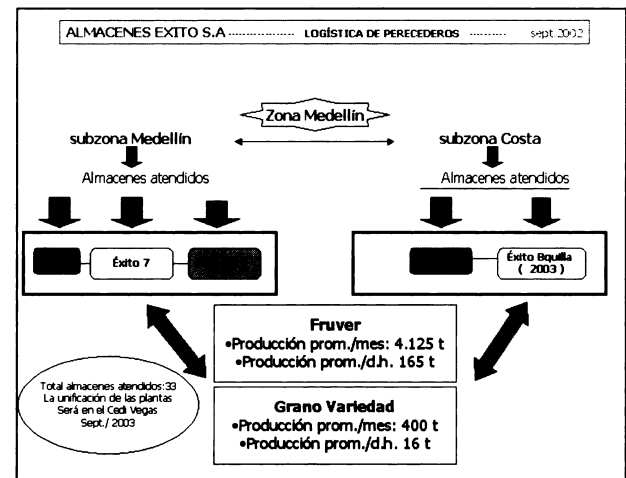 ALMACENES EXITO S.A ----------------- LOGÍSTICA DE PERECEDEROS --------- sept. 2002
Zona Medellín
subzona Medellín
subzona Costa
Almacenes atendidos
Almacenes atendidos
Éxito 7
Éxito Bquilla
( 2003 )
Fruver
•Producción prom./mes: 4.125 t
•Producción prom./d.h. 165 t
Total almacenes atendidos:33
La unificación de las plantas
Será en el Cedi Vegas
Sept./ 2003
Grano Variedad
•Producción prom./mes: 400 t
•Producción prom./d.h. 16 t